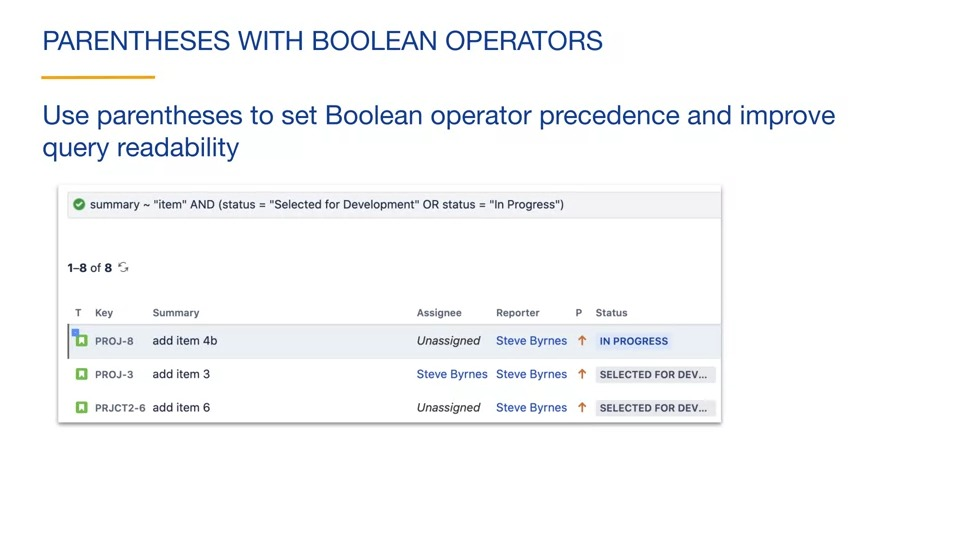 PARENTHESES WITH BOOLEAN OPERATORS
Use parentheses to set Boolean operator precedence and improve
query readability
summary ~ "item" AND (status = "Selected for Development" OR status = "In Progress")
1–8 of 8
T Key Summary Assignee Reporter P Status
PROJ-8 add item 4b Unassigned Steve Byrnes IN PROGRESS
PROJ-3 add item 3 Steve Byrnes Steve Byrnes SELECTED FOR DEV...
PRJCT2-6 add item 6 Unassigned Steve Byrnes SELECTED FOR DEV...